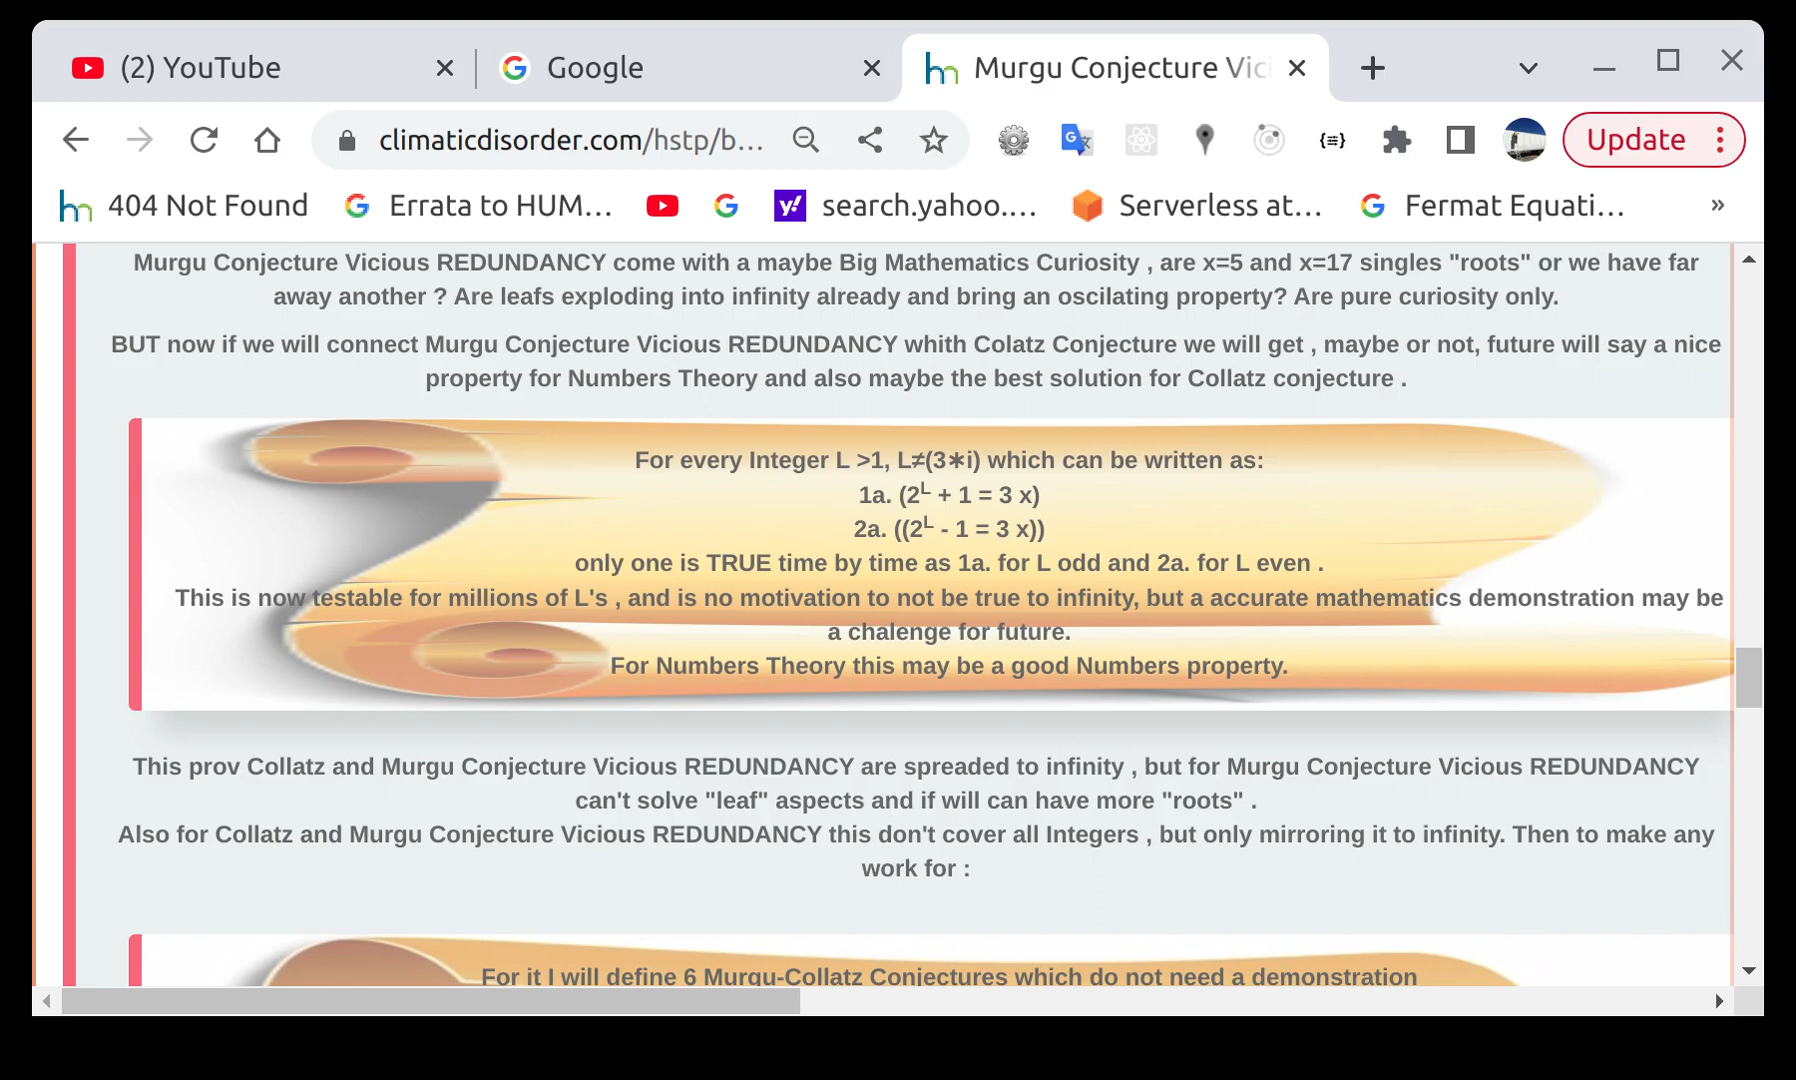 (2) YouTube
Google
Murgu Conjecture Vic
climaticdisorder.com/hstp/b...
Update
404 Not Found
Errata to HUM...
search.yahoo....
Serverless at...
Fermat Equati...
»
Murgu Conjecture Vicious REDUNDANCY come with a maybe Big Mathematics Curiosity , are x=5 and x=17 singles "roots" or we have far
away another ? Are leafs exploding into infinity already and bring an oscilating property? Are pure curiosity only.
BUT now if we will connect Murgu Conjecture Vicious REDUNDANCY whith Colatz Conjecture we will get , maybe or not, future will say a nice
property for Numbers Theory and also maybe the best solution for Collatz conjecture .
For every Integer L >1, L≠(3∗i) which can be written as:
1a. (2^L + 1 = 3 x)
2a. ((2^L - 1 = 3 x))
only one is TRUE time by time as 1a. for L odd and 2a. for L even .
This is now testable for millions of L's , and is no motivation to not be true to infinity, but a accurate mathematics demonstration may be
a chalenge for future.
For Numbers Theory this may be a good Numbers property.
This prov Collatz and Murgu Conjecture Vicious REDUNDANCY are spreaded to infinity , but for Murgu Conjecture Vicious REDUNDANCY
can't solve "leaf" aspects and if will can have more "roots" .
Also for Collatz and Murgu Conjecture Vicious REDUNDANCY this don't cover all Integers , but only mirroring it to infinity. Then to make any
work for :
For it I will define 6 Murgu-Collatz Conjectures which do not need a demonstration